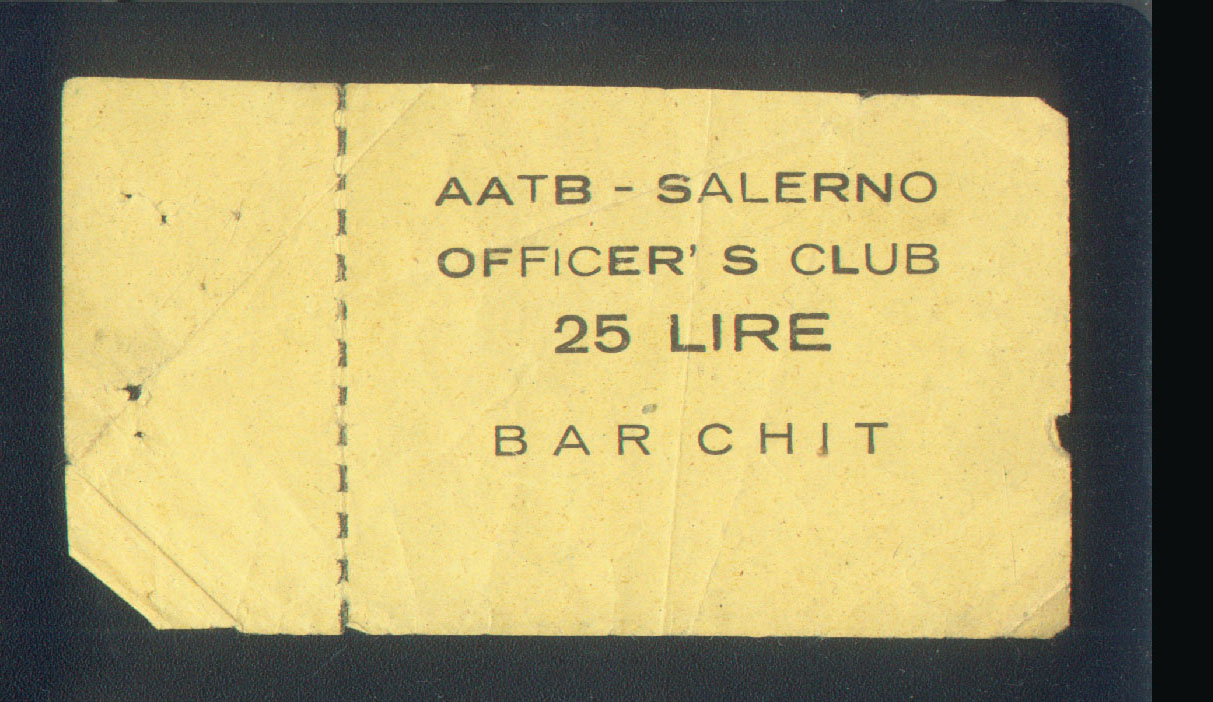 AATB - SALERNO
OFFICER' S CLUB
25 LIRE
BAR CHIT